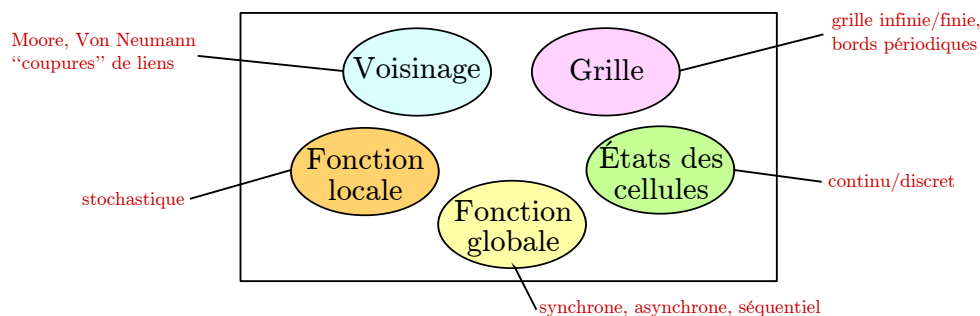 Moore, Von Neumann
“coupures” de liens
Voisinage
Grille
grille infinie/finie,
bords périodiques
Fonction
locale
stochastique
États des
cellules
continu/discret
Fonction
globale
synchrone, asynchrone, séquentiel